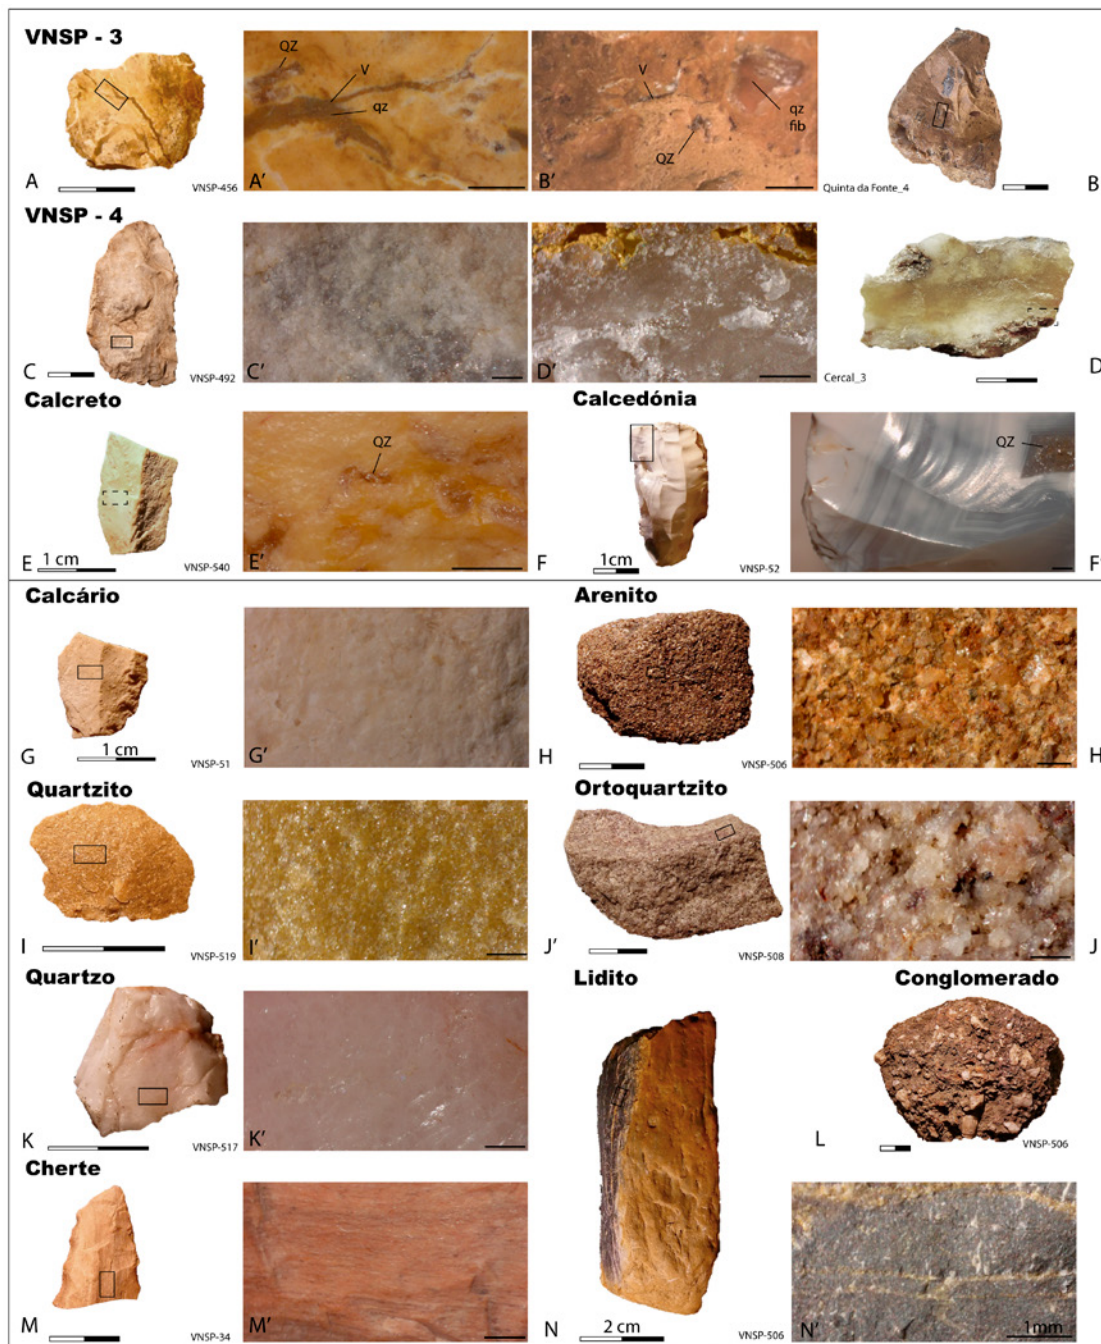 VNSP - 3
QZ
V
qz
V
qz
fib
QZ
A
VNSP-456
A'
B'
Quinta da Fonte_4
B
VNSP - 4
C
VNSP-492
C'
D'
Cercal_3
D
Calcreto
Calcedónia
QZ
QZ
E
1 cm
VNSP-540
E'
F
1cm
VNSP-52
F'
Calcário
Arenito
G
1 cm
VNSP-51
G'
H
VNSP-506
H
Quartzito
Ortoquartzito
I
VNSP-519
I'
J'
VNSP-508
J
Quartzo
Lidito
Conglomerado
K
VNSP-517
K'
L
VNSP-506
Cherte
M
VNSP-34
M'
N
2 cm
VNSP-506
N'
1mm